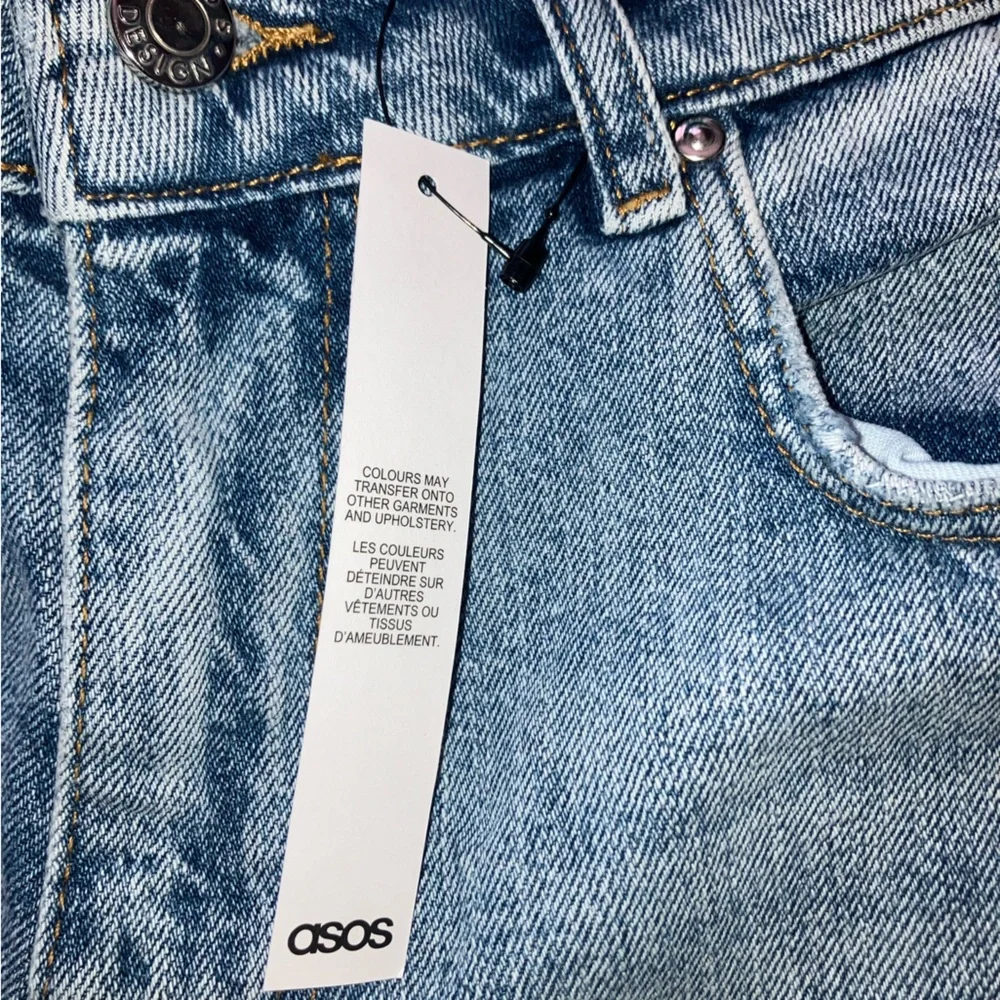 DESIGN
COLOURS MAY
TRANSFER ONTO
OTHER GARMENTS
AND UPHOLSTERY.
LES COULEURS
PEUVENT
DÉTEINDRE SUR
D'AUTRES
VÊTEMENTS OU
TISSUS
D'AMEUBLEMENT.
asos